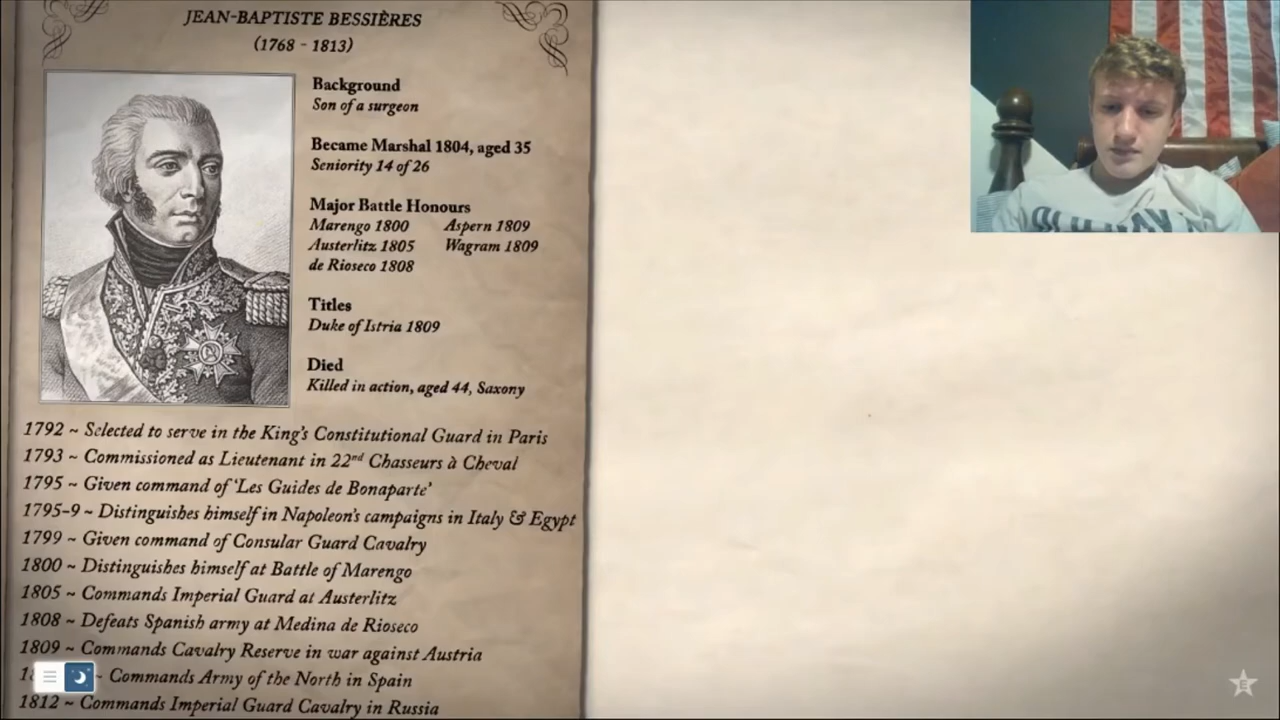 JEAN-BAPTISTE BESSIÈRES
(1768 - 1813)
Background
Son of a surgeon
Became Marshal 1804, aged 35
Seniority 14 of 26
Major Battle Honours
Marengo 1800 Aspern 1809
Austerlitz 1805 Wagram 1809
de Rioseco 1808
Titles
Duke of Istria 1809
Died
Killed in action, aged 44, Saxony
1792 ~ Selected to serve in the King's Constitutional Guard in Paris
1793 ~ Commissioned as Lieutenant in 22nd Chasseurs à Cheval
1795 ~ Given command of 'Les Guides de Bonaparte'
1795-9 ~ Distinguishes himself in Napoleon's campaigns in Italy & Egypt
1799 ~ Given command of Consular Guard Cavalry
1800 ~ Distinguishes himself at Battle of Marengo
1805 ~ Commands Imperial Guard at Austerlitz
1808 ~ Defeats Spanish army at Medina de Rioseco
1809 ~ Commands Cavalry Reserve in war against Austria
~ Commands Army of the North in Spain
1812 ~ Commands Imperial Guard Cavalry in Russia
E